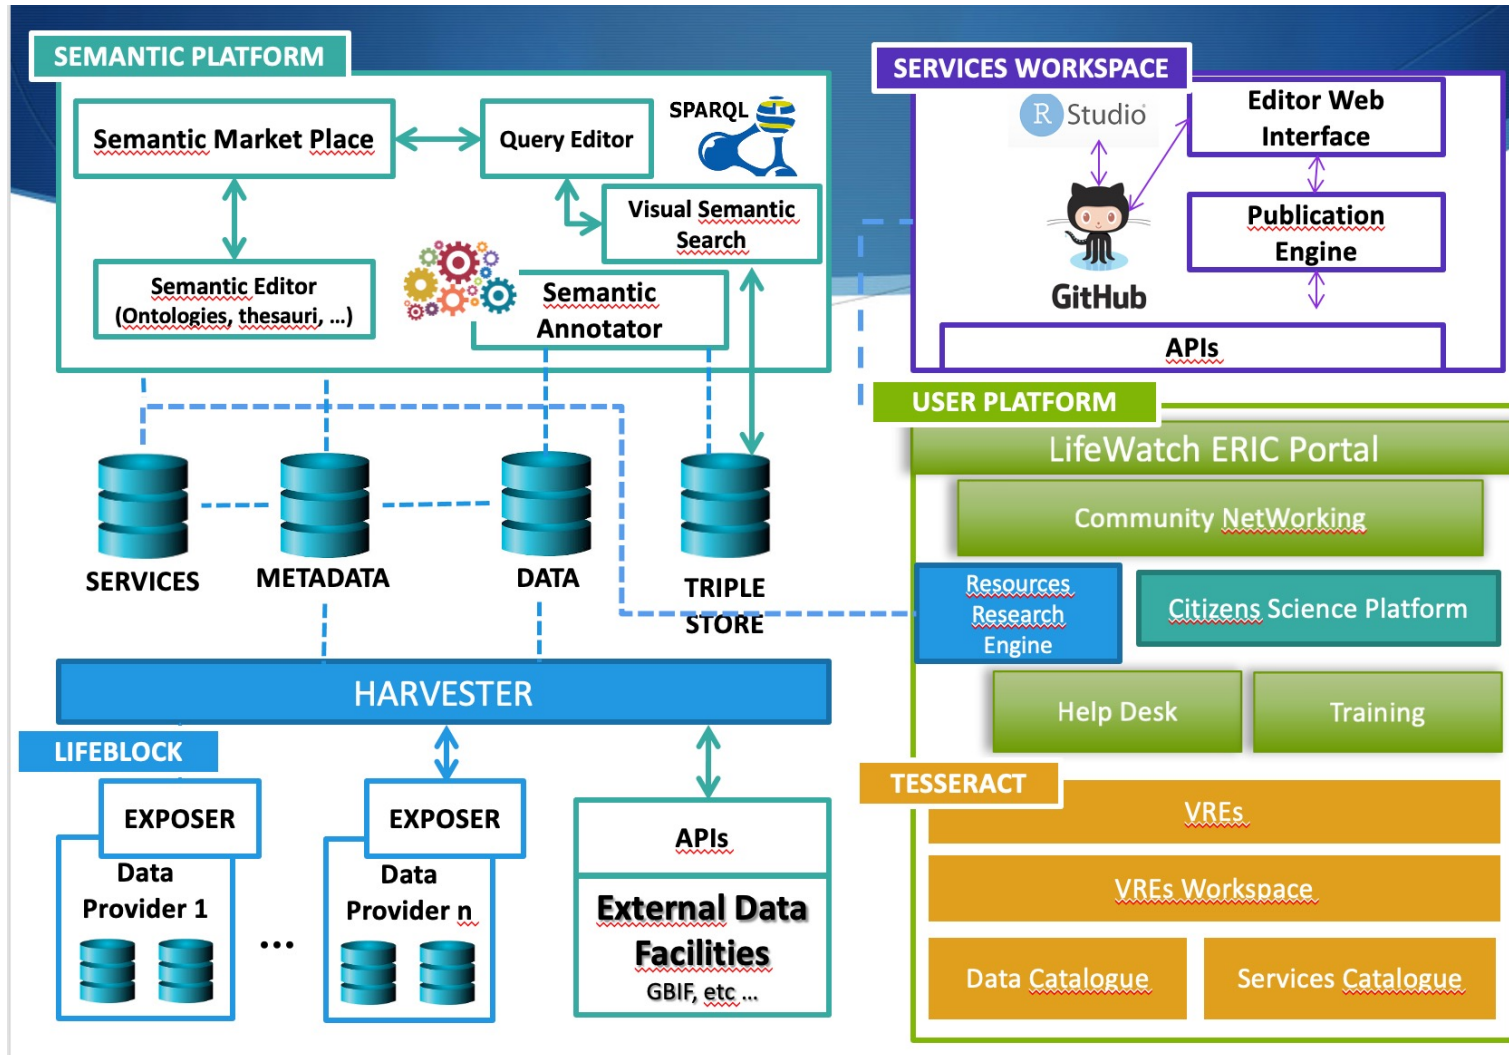 SEMANTIC PLATFORM
Semantic Market Place
Query Editor
SPARQL
Visual Semantic
Search
Semantic Editor
(Ontologies, thesauri, ...)
Semantic
Annotator
SERVICES WORKSPACE
R Studio
Editor Web
Interface
Publication
Engine
GitHub
APIs
SERVICES
METADATA
DATA
TRIPLE
STORE
USER PLATFORM
LifeWatch ERIC Portal
Community NetWorking
Resources
Research
Engine
Citizens Science Platform
Help Desk
Training
HARVESTER
LIFEBLOCK
EXPOSER
Data
Provider 1
...
EXPOSER
Data
Provider n
APIs
External Data
Facilities
GBIF, etc ...
TESSERACT
VREs
VREs Workspace
Data Catalogue
Services Catalogue